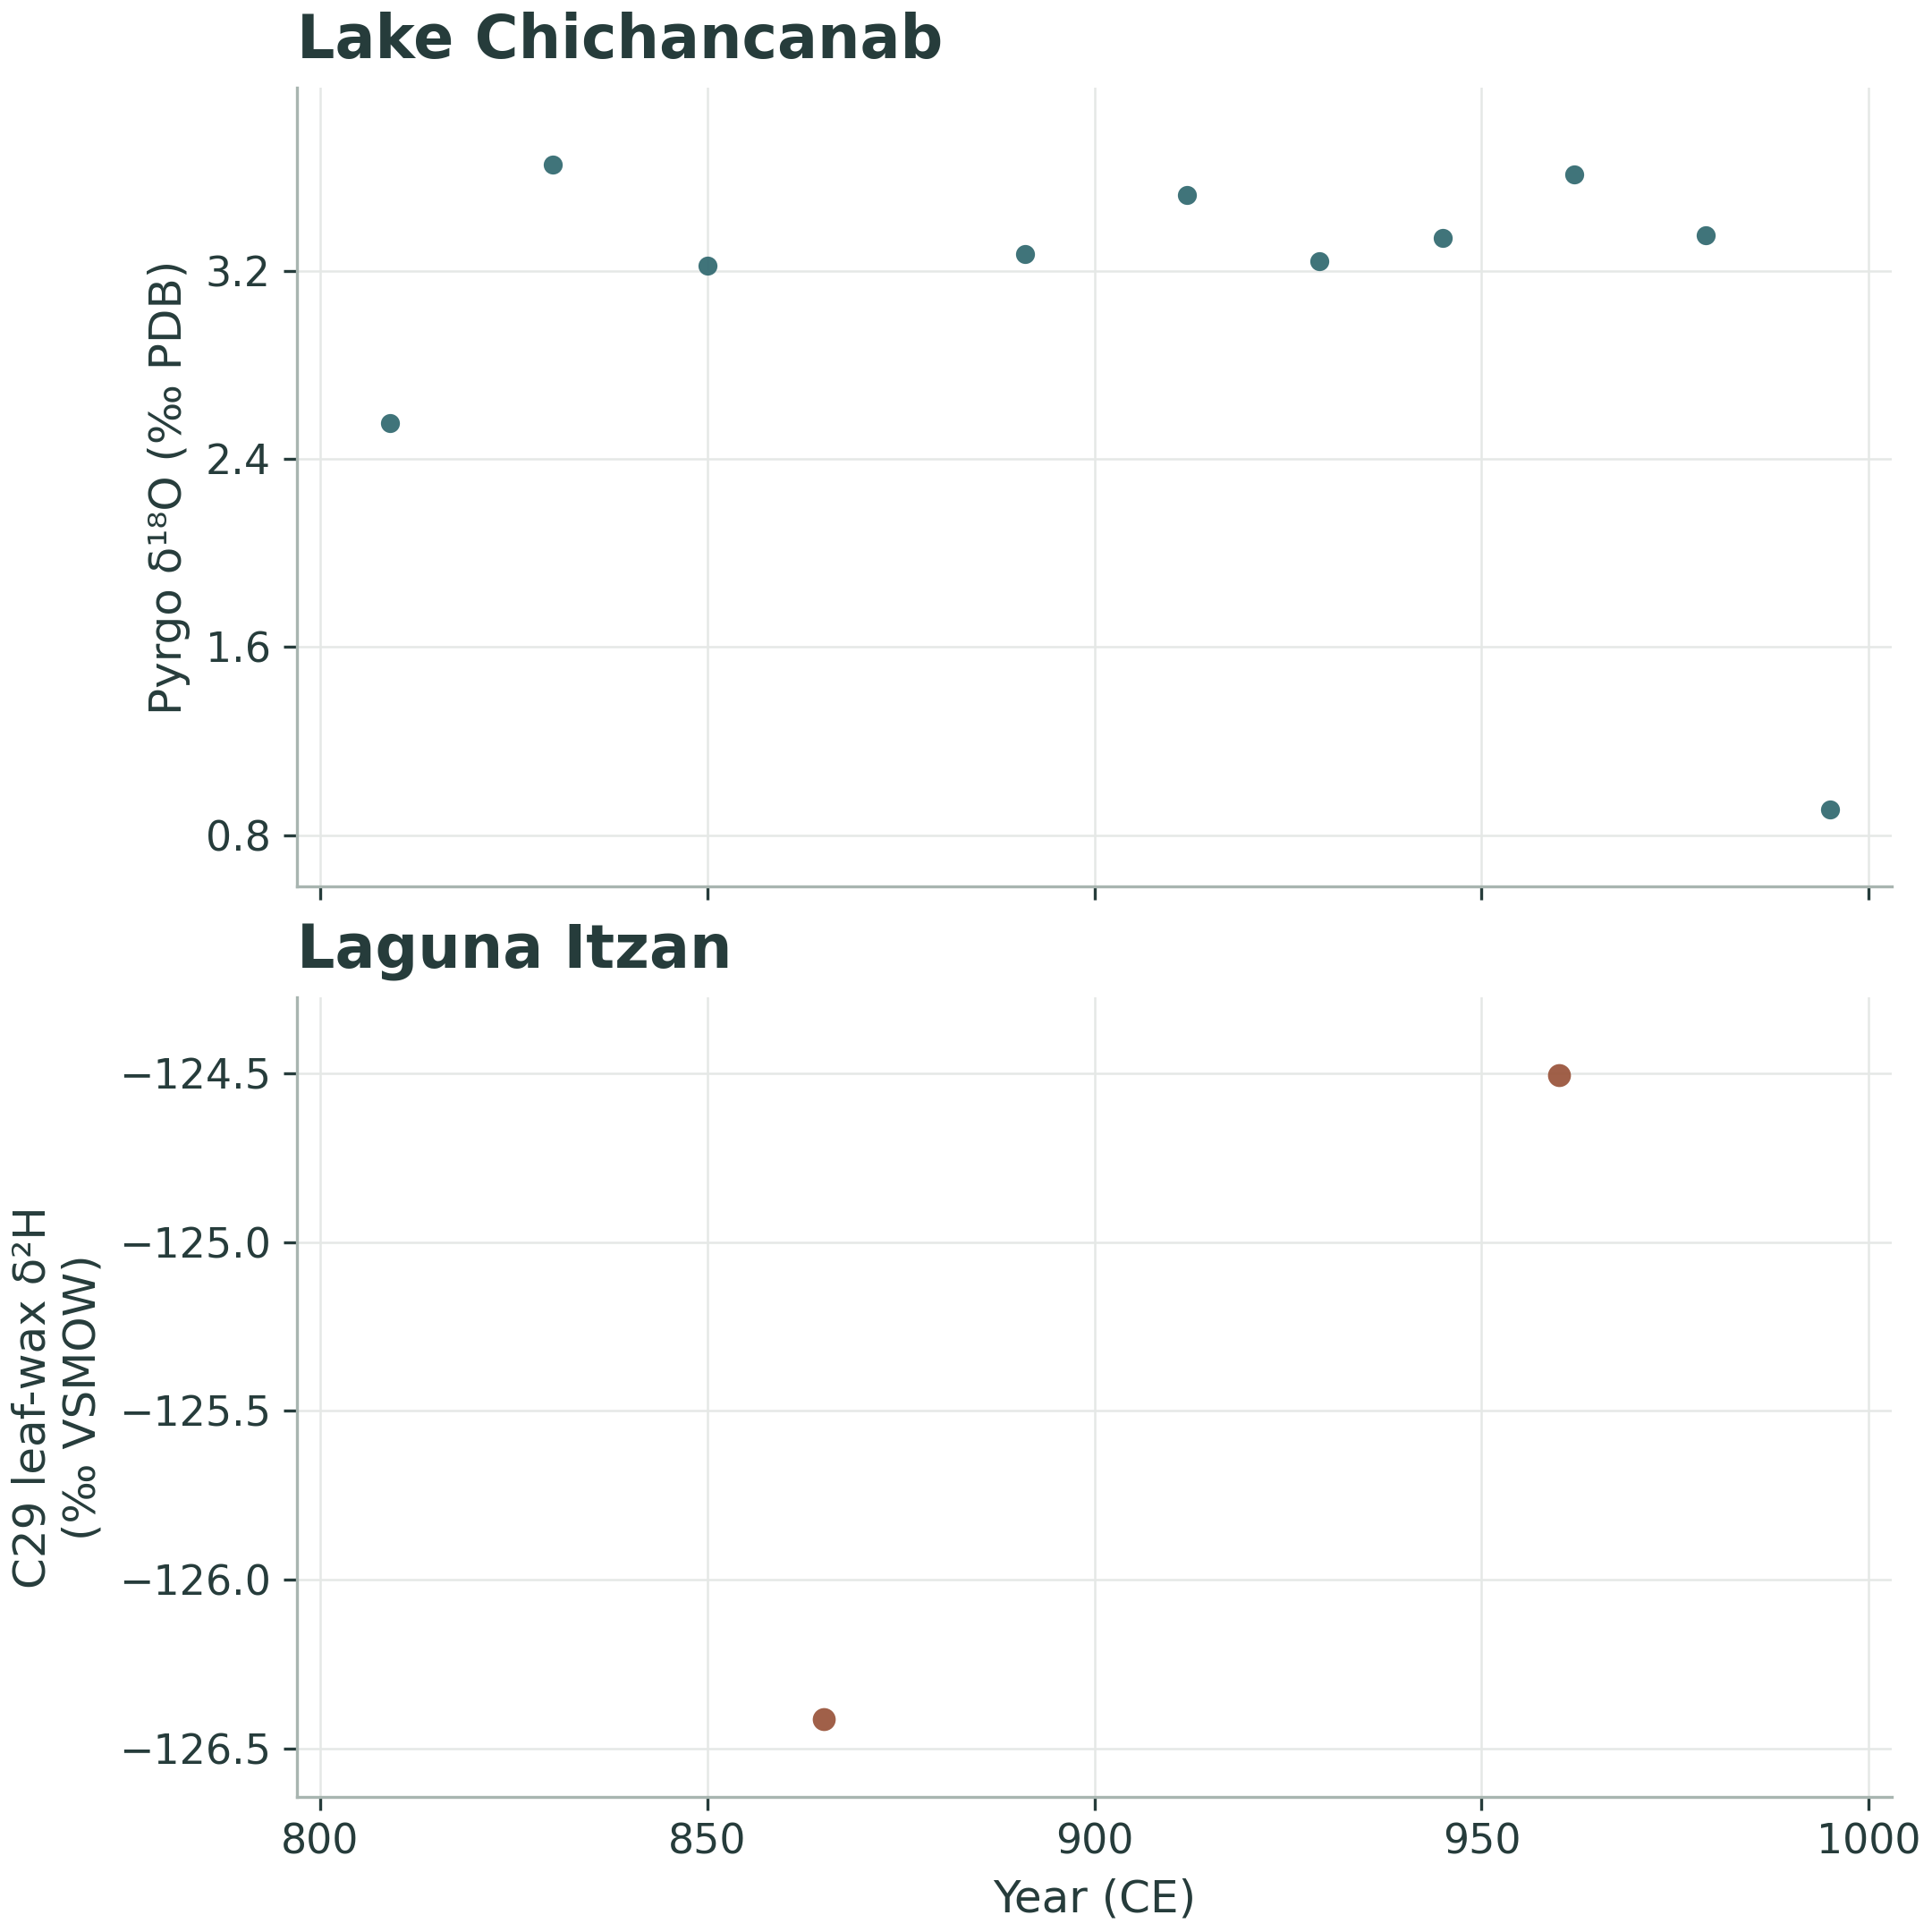 Lake Chichancanab
Pyrgo δ¹⁸O (‰ PDB)
3.2
2.4
1.6
0.8
Laguna Itzan
C29 leaf-wax δ²H
(‰ VSMOW)
−124.5
−125.0
−125.5
−126.0
−126.5
800 850 900 950 1000
Year (CE)